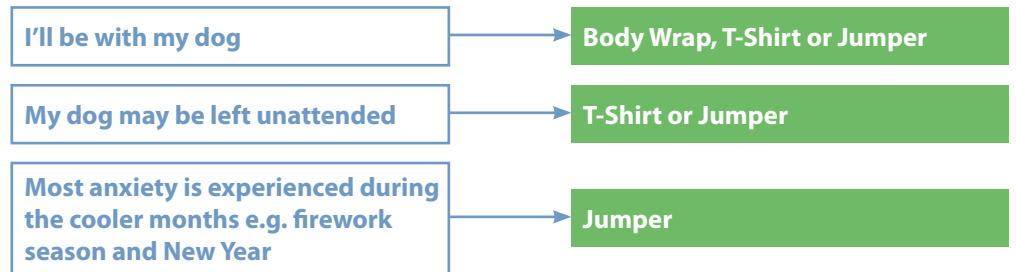 I’ll be with my dog
Body Wrap, T-Shirt or Jumper
My dog may be left unattended
T-Shirt or Jumper
Most anxiety is experienced during
the cooler months e.g. firework
season and New Year
Jumper